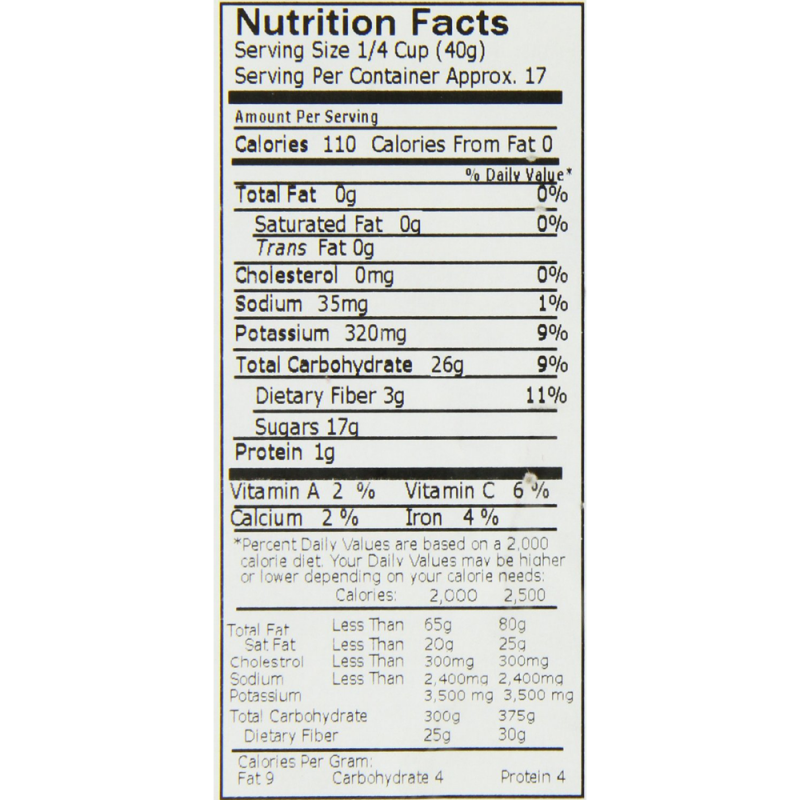 Nutrition Facts
Serving Size 1/4 Cup (40g)
Serving Per Container Approx. 17
Amount Per Serving
Calories 110 Calories From Fat 0
% Daily Value*
Total Fat 0g 0%
Saturated Fat 0g 0%
Trans Fat 0g
Cholesterol 0mg 0%
Sodium 35mg 1%
Potassium 320mg 9%
Total Carbohydrate 26g 9%
Dietary Fiber 3g 11%
Sugars 17g
Protein 1g
Vitamin A 2 % Vitamin C 6 %
Calcium 2 % Iron 4 %
*Percent Daily Values are based on a 2,000
calorie diet. Your Daily Values may be higher
or lower depending on your calorie needs:
Calories: 2,000 2,500
Total Fat Less Than 65g 80g
Sat Fat Less Than 20g 25g
Cholestrol Less Than 300mg 300mg
Sodium Less Than 2,400mg 2,400mg
Potassium 3,500 mg 3,500 mg
Total Carbohydrate 300g 375g
Dietary Fiber 25g 30g
Calories Per Gram:
Fat 9 Carbohydrate 4 Protein 4